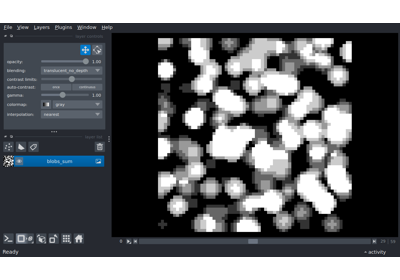 File View Layers Plugins Window Help
opacity: 1.00
blending: translucent_no_depth
contrast limits:
auto-contrast: once continuous
gamma: 1.00
colormap: gray
interpolation: nearest
blobs_sum
Ready
activity